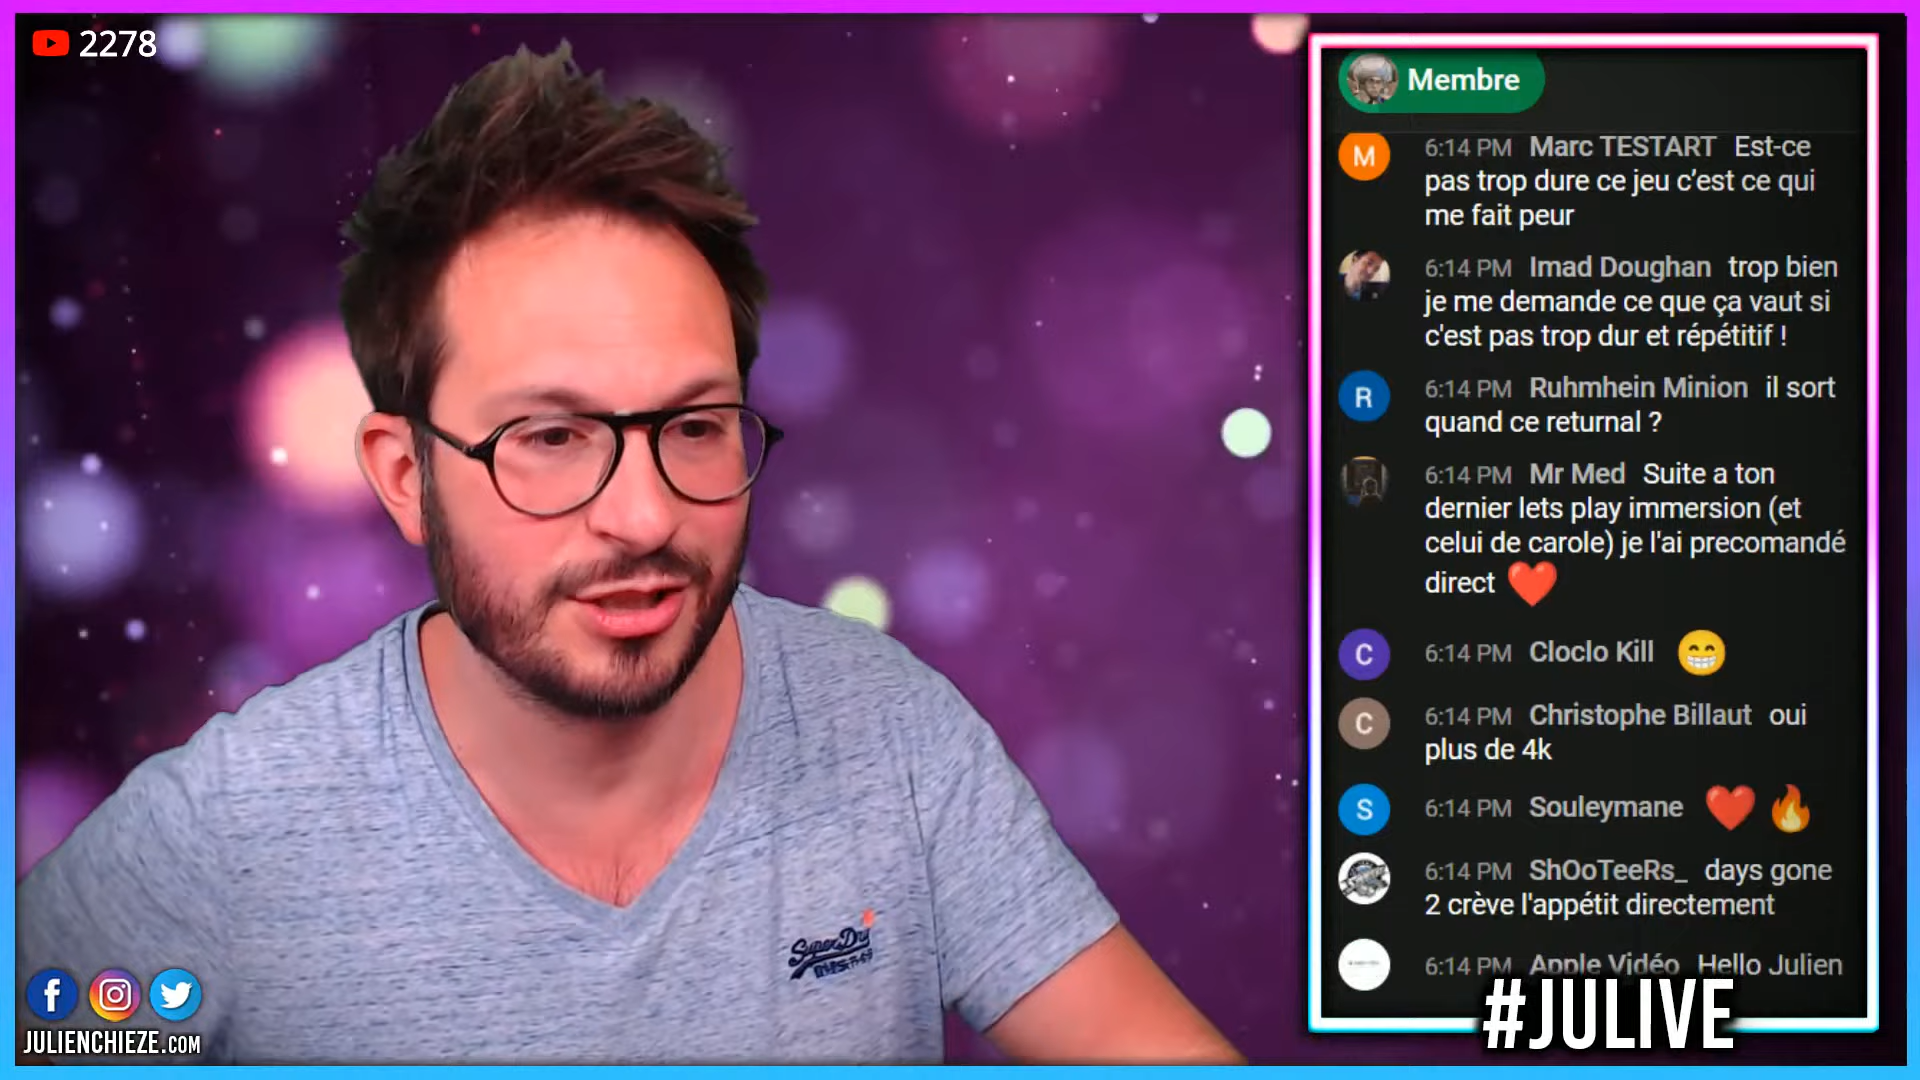 2278
Membre
M
6:14 PM Marc TESTART Est-ce
pas trop dure ce jeu c’est ce qui
me fait peur
6:14 PM Imad Doughan trop bien
je me demande ce que ça vaut si
c'est pas trop dur et répétitif !
R
6:14 PM Ruhmhein Minion il sort
quand ce returnal ?
6:14 PM Mr Med Suite a ton
dernier lets play immersion (et
celui de carole) je l'ai precomandé
direct ❤️
C
6:14 PM Cloclo Kill 😁
C
6:14 PM Christophe Billaut oui
plus de 4k
S
6:14 PM Souleymane ❤️ 🔥
6:14 PM ShOoTeeRs_ days gone
2 crève l'appétit directement
6:14 PM Apple Vidéo Hello Julien
#JULIVE
SuperDry
JULIENCHIEZE.COM